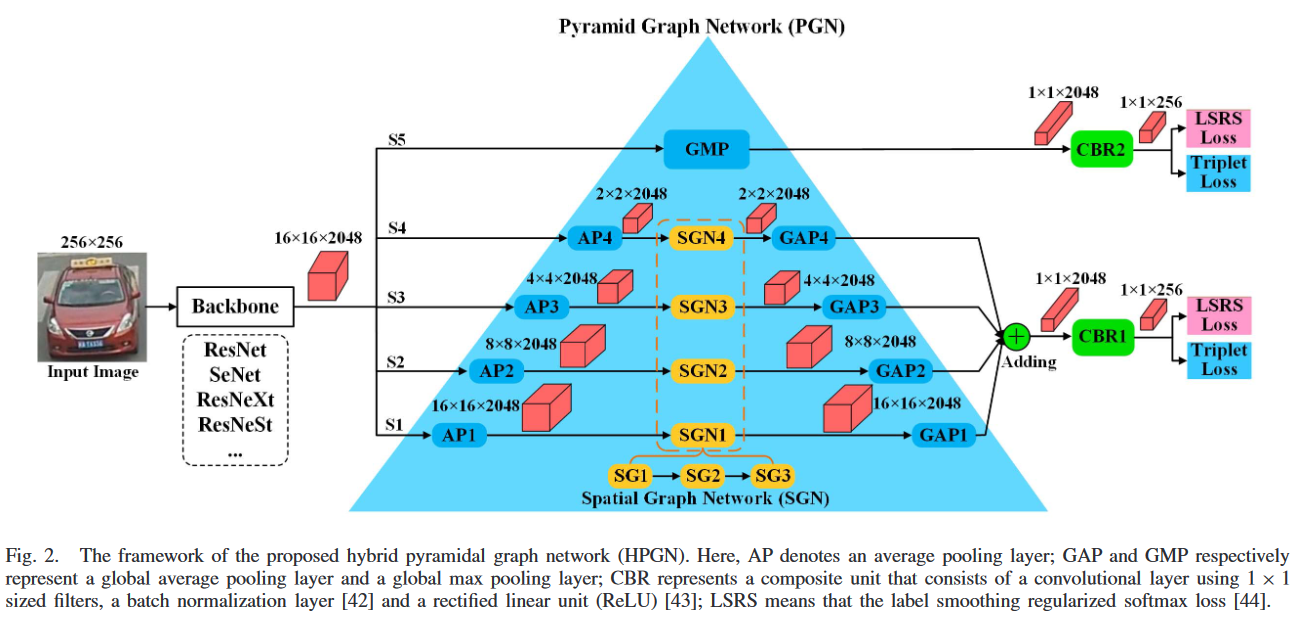 Pyramid Graph Network (PGN)
1×1×2048
1×1×256
LSRS
Loss
S5
GMP
CBR2
Triplet
Loss
2×2×2048
2×2×2048
256×256
16×16×2048
S4
AP4
SGN4
GAP4
4×4×2048
4×4×2048
1×1×2048
1×1×256
Backbone
S3
AP3
SGN3
GAP3
LSRS
Loss
8×8×2048
8×8×2048
+
Adding
CBR1
Triplet
Loss
Input Image
ResNet
SeNet
ResNeXt
ResNeSt
...
S2
AP2
SGN2
GAP2
16×16×2048
16×16×2048
S1
AP1
SGN1
GAP1
SG1
SG2
SG3
Spatial Graph Network (SGN)
Fig. 2. The framework of the proposed hybrid pyramidal graph network (HPGN). Here, AP denotes an average pooling layer; GAP and GMP respectively
represent a global average pooling layer and a global max pooling layer; CBR represents a composite unit that consists of a convolutional layer using 1 × 1
sized filters, a batch normalization layer [42] and a rectified linear unit (ReLU) [43]; LSRS means that the label smoothing regularized softmax loss [44].